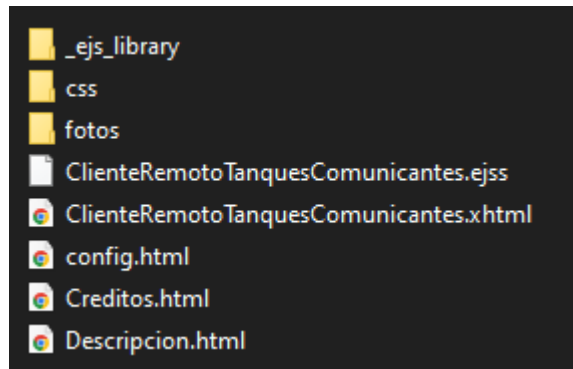 _ejs_library
css
fotos
ClienteRemotoTanquesComunicantes.ejss
ClienteRemotoTanquesComunicantes.xhtml
config.html
Creditos.html
Descripcion.html